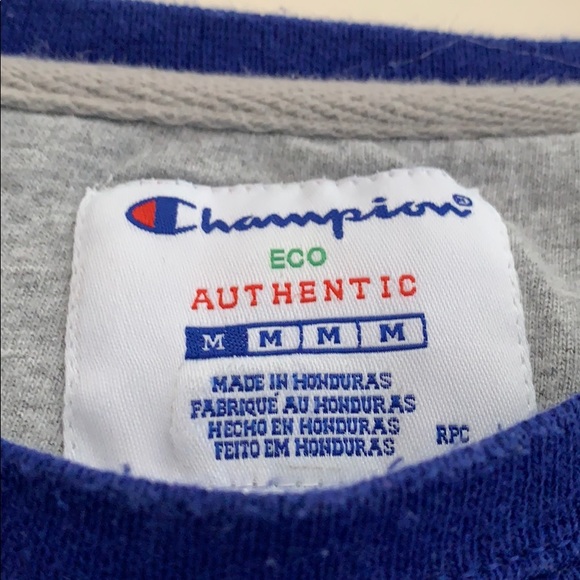 Champion®
ECO
AUTHENTIC
M M M M
MADE IN HONDURAS
FABRIQUÉ AU HONDURAS
HECHO EN HONDURAS
FEITO EM HONDURAS
RPC